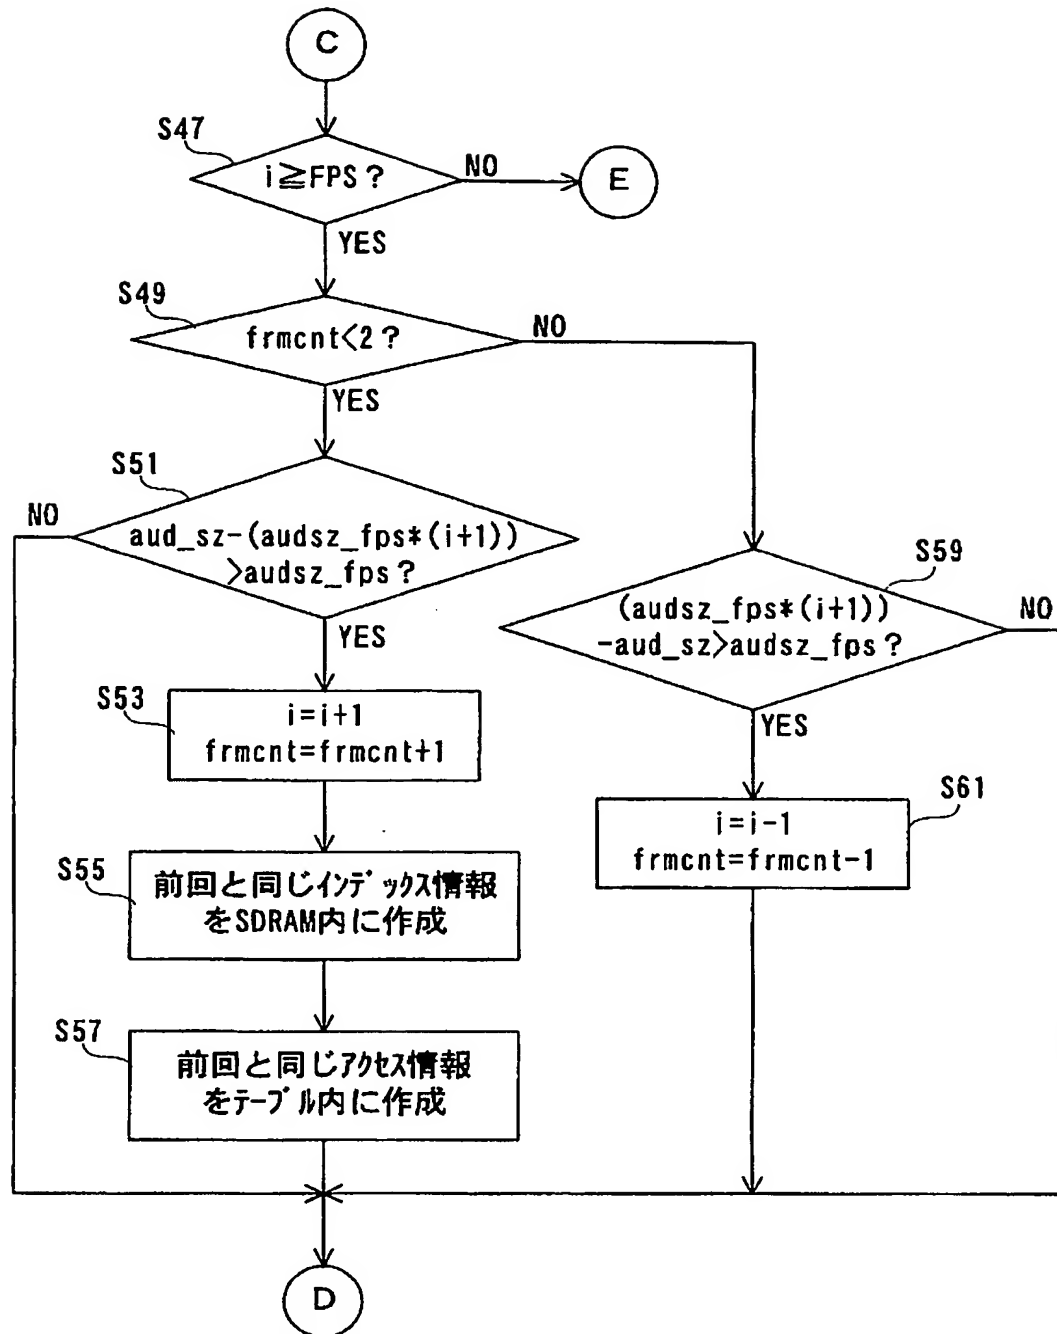 C
S47
i≧FPS?
NO
E
YES
S49
frmcnt<2?
NO
YES
S51
NO
aud_sz-(audsz_fps*(i+1))
>audsz_fps?
YES
S59
(audsz_fps*(i+1))
-aud_sz>audsz_fps?
NO
YES
S53
i=i+1
frmcnt=frmcnt+1
S61
i=i-1
frmcnt=frmcnt-1
S55
前回と同じインデックス情報
をSDRAM内に作成
S57
前回と同じアクセス情報
をテーブル内に作成
D